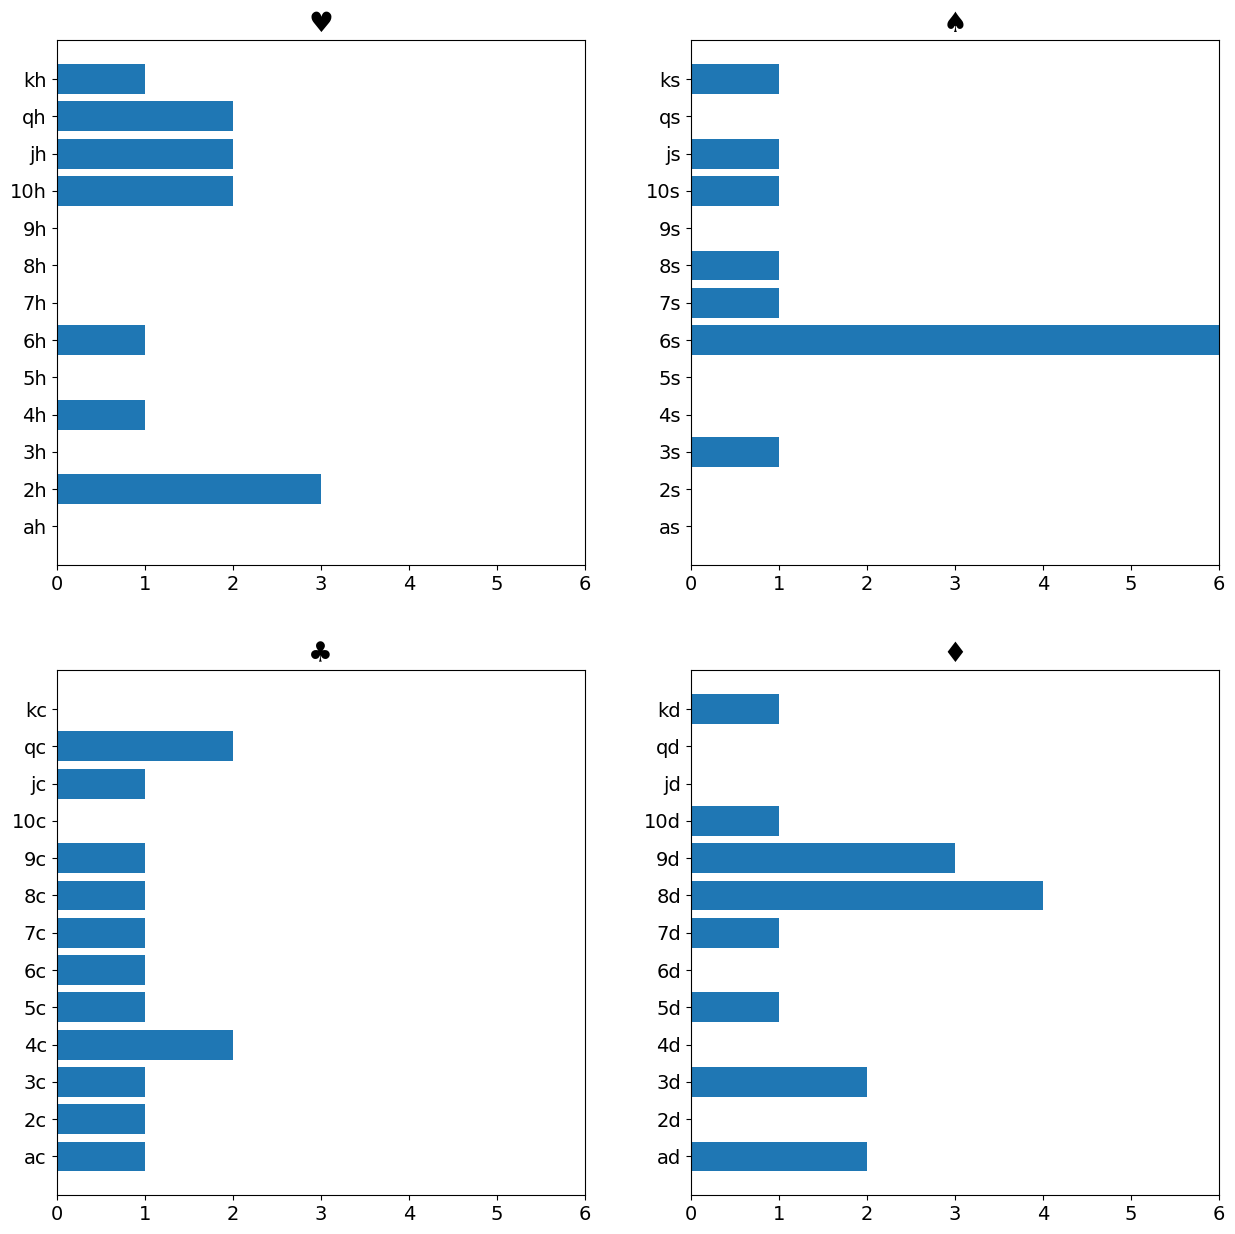 ♥
kh
qh
jh
10h
9h
8h
7h
6h
5h
4h
3h
2h
ah
0 1 2 3 4 5 6
♠
ks
qs
js
10s
9s
8s
7s
6s
5s
4s
3s
2s
as
0 1 2 3 4 5 6
♣
kc
qc
jc
10c
9c
8c
7c
6c
5c
4c
3c
2c
ac
0 1 2 3 4 5 6
♦
kd
qd
jd
10d
9d
8d
7d
6d
5d
4d
3d
2d
ad
0 1 2 3 4 5 6